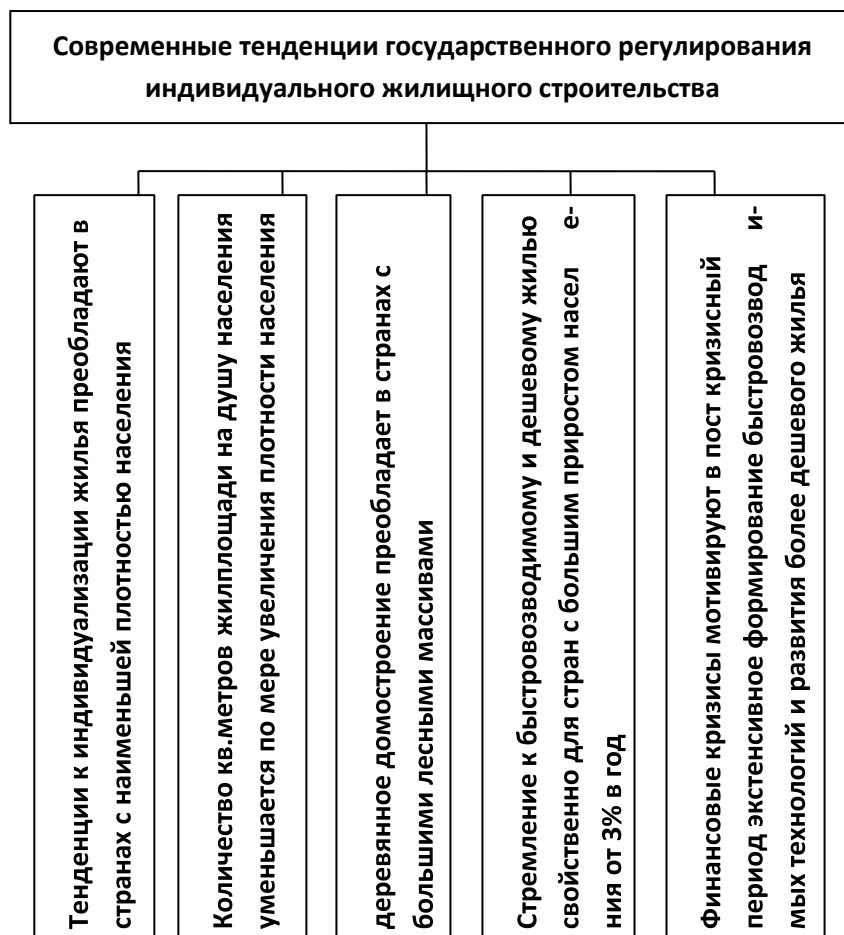 Современные тенденции государственного регулирования
индивидуального жилищного строительства
Тенденции к индивидуализации жилья преобладают в
странах с наименьшей плотностью населения
Количество кв.метров жилплощади на душу населения
уменьшается по мере увеличения плотности населения
деревянное домостроение преобладает в странах с
большими лесными массивами
Стремление к быстровозводимому и дешевому жилью
свойственно для стран с большим приростом насел е-
ния от 3% в год
Финансовые кризисы мотивируют в пост кризисный
период экстенсивное формирование быстровозвод и-
мых технологий и развития более дешевого жилья